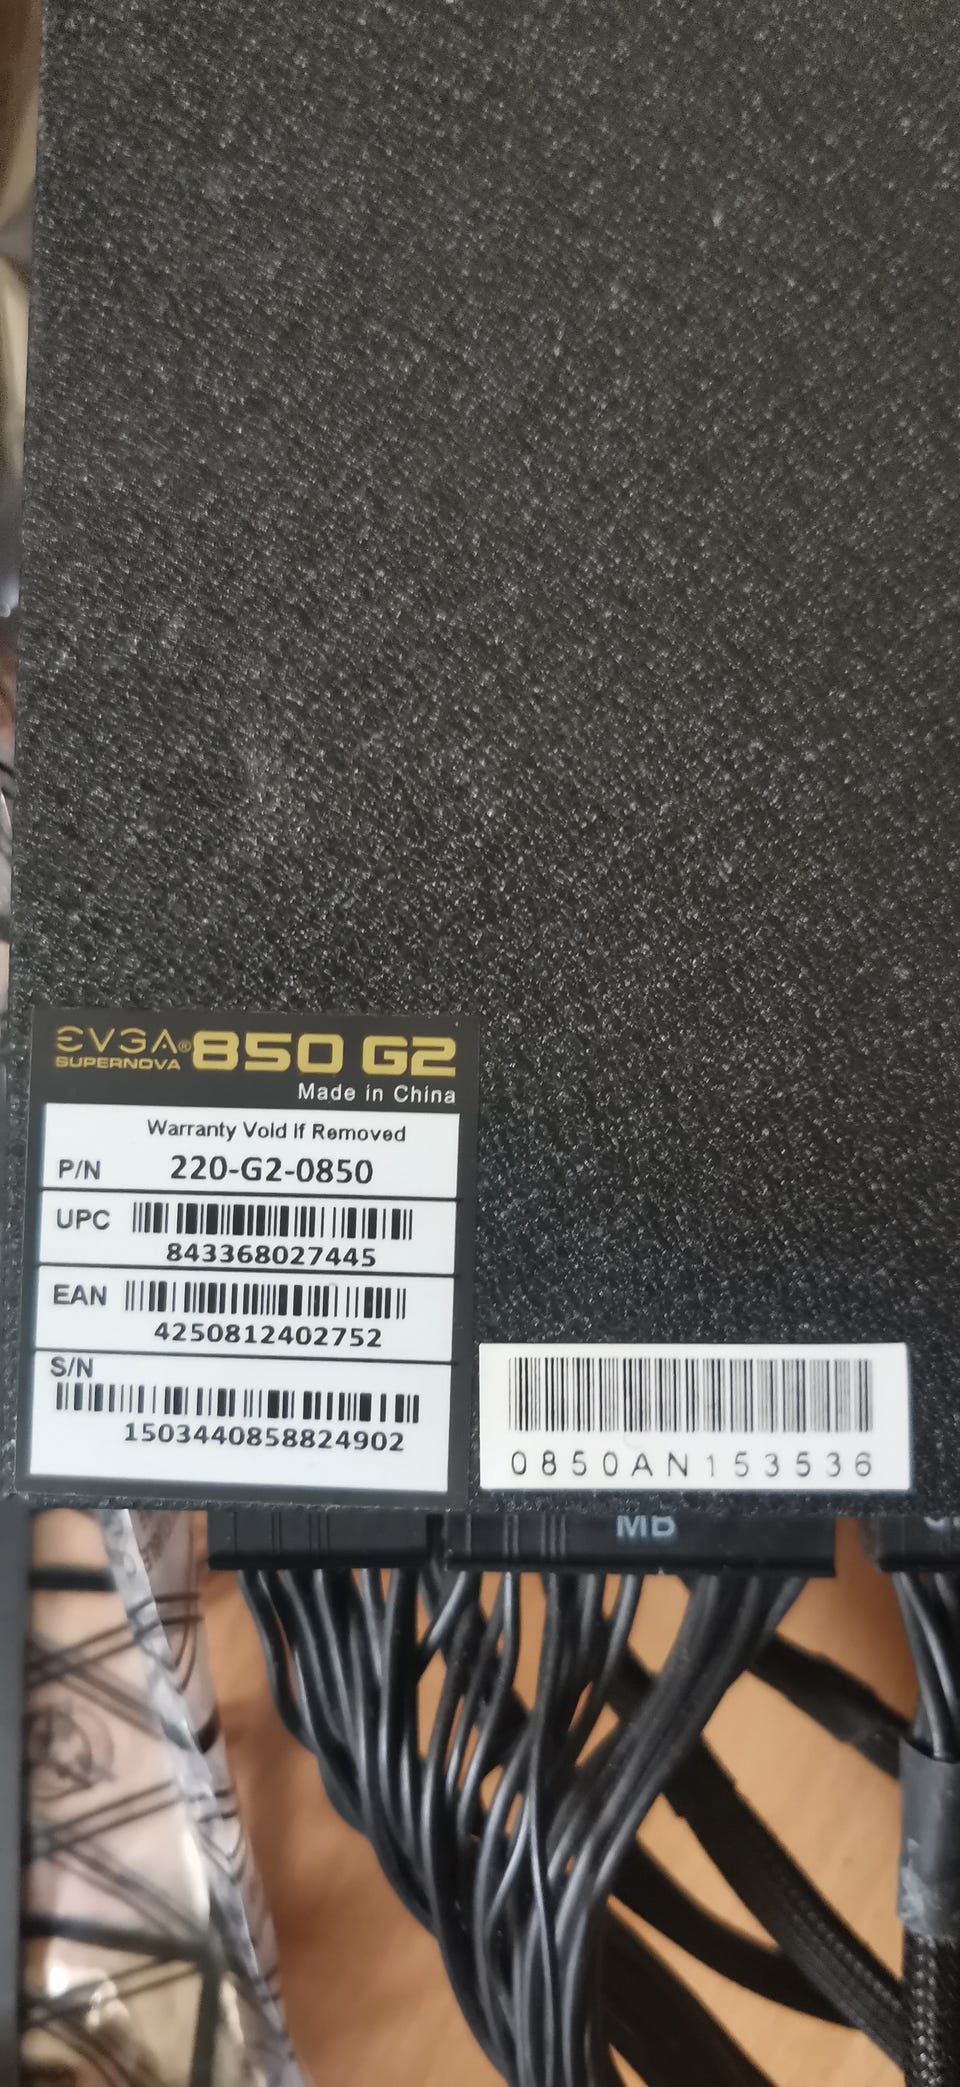 EVGA® 850 G2
SUPERNOVA
Made in China
Warranty Void If Removed
P/N 220-G2-0850
UPC
843368027445
EAN
4250812402752
S/N
1503440858824902
0850AN153536
MB